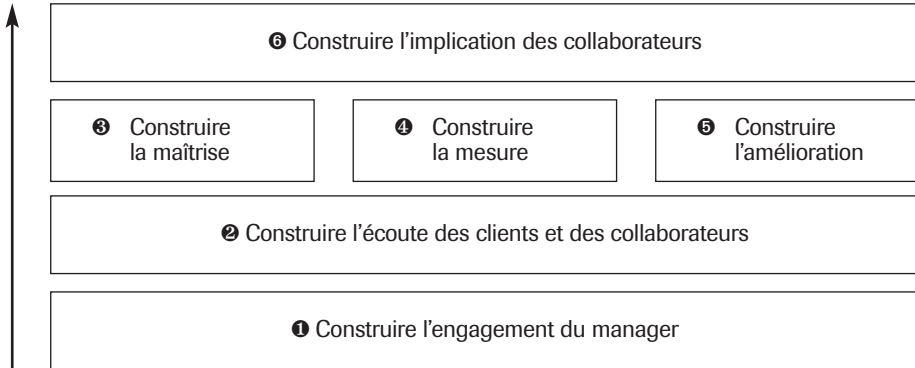 ❻ Construire l'implication des collaborateurs
❸ Construire
la maîtrise
❹ Construire
la mesure
❺ Construire
l'amélioration
❷ Construire l'écoute des clients et des collaborateurs
❶ Construire l'engagement du manager